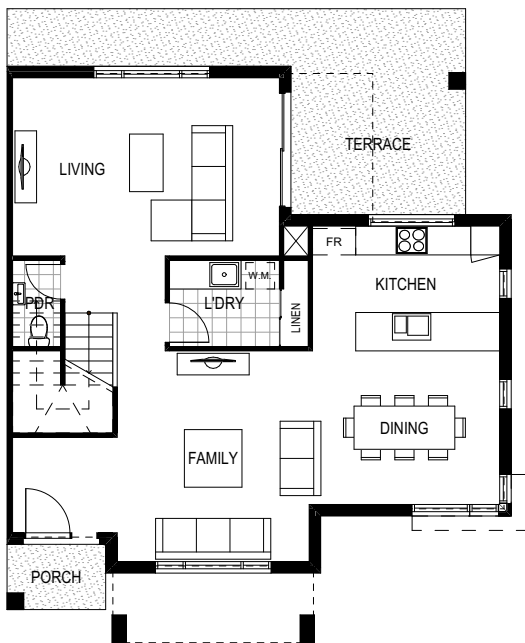 TERRACE
LIVING
FR
W.M.
KITCHEN
PDR
L'DRY
LINEN
DINING
FAMILY
PORCH